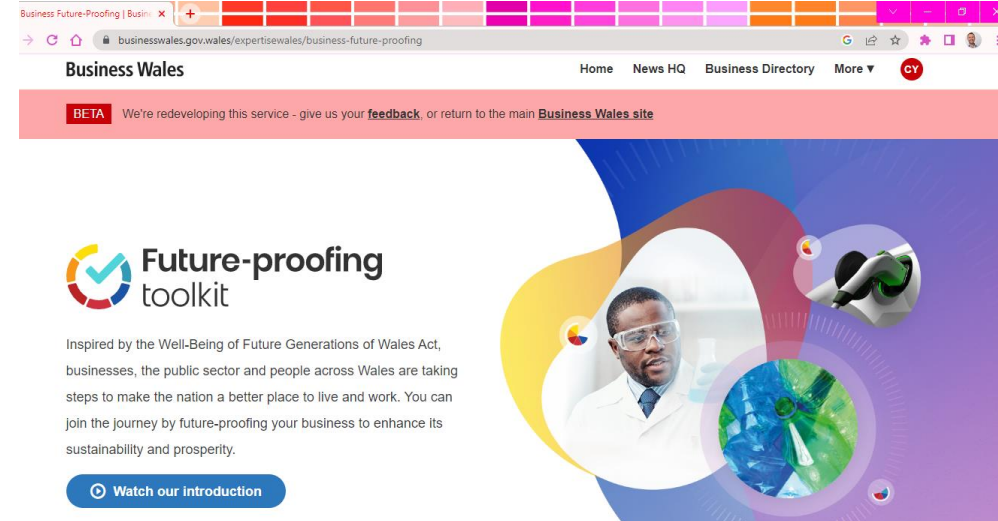 Business Future-Proofing | Busin
businesswales.gov.wales/expertisewales/business-future-proofing
Business Wales Home News HQ Business Directory More CY
BETA We're redeveloping this service - give us your feedback, or return to the main Business Wales site
Future-proofing
toolkit
Inspired by the Well-Being of Future Generations of Wales Act,
businesses, the public sector and people across Wales are taking
steps to make the nation a better place to live and work. You can
join the journey by future-proofing your business to enhance its
sustainability and prosperity.
Watch our introduction